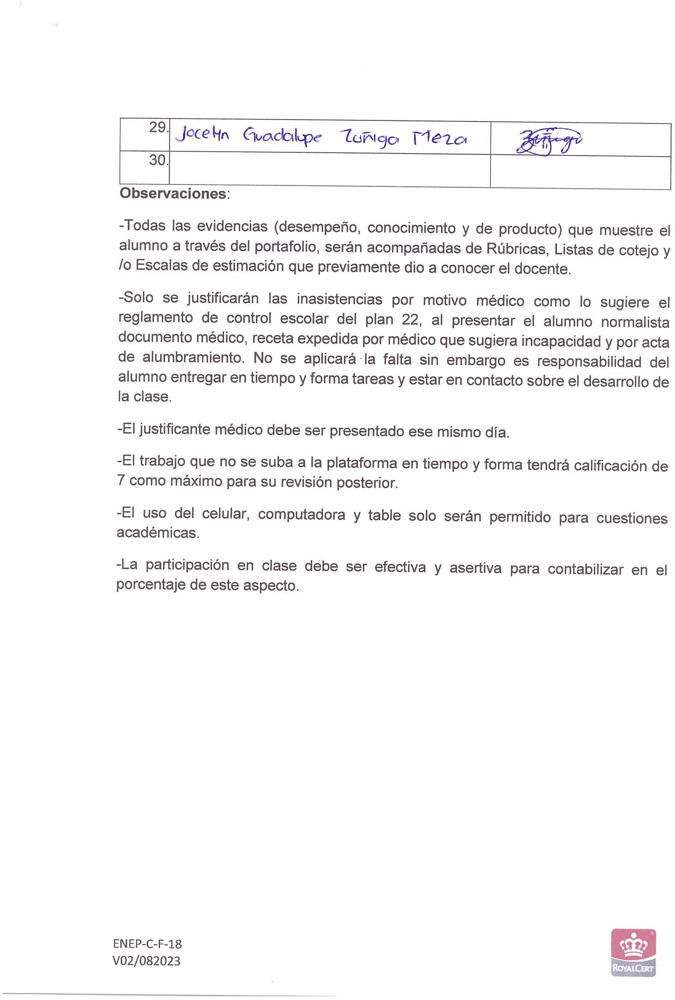 29. Jocelyn Guadalupe Zuñiga Meza Zuñiga
30.
Observaciones:
-Todas las evidencias (desempeño, conocimiento y de producto) que muestre el
alumno a través del portafolio, serán acompañadas de Rúbricas, Listas de cotejo y
/o Escalas de estimación que previamente dio a conocer el docente.
-Solo se justificarán las inasistencias por motivo médico como lo sugiere el
reglamento de control escolar del plan 22, al presentar el alumno normalista
documento médico, receta expedida por médico que sugiera incapacidad y por acta
de alumbramiento. No se aplicará la falta sin embargo es responsabilidad del
alumno entregar en tiempo y forma tareas y estar en contacto sobre el desarrollo de
la clase.
-El justificante médico debe ser presentado ese mismo día.
-El trabajo que no se suba a la plataforma en tiempo y forma tendrá calificación de
7 como máximo para su revisión posterior.
-El uso del celular, computadora y table solo serán permitido para cuestiones
académicas.
-La participación en clase debe ser efectiva y asertiva para contabilizar en el
porcentaje de este aspecto.
ENEP-C-F-18
V02/082023
ROYALCERT